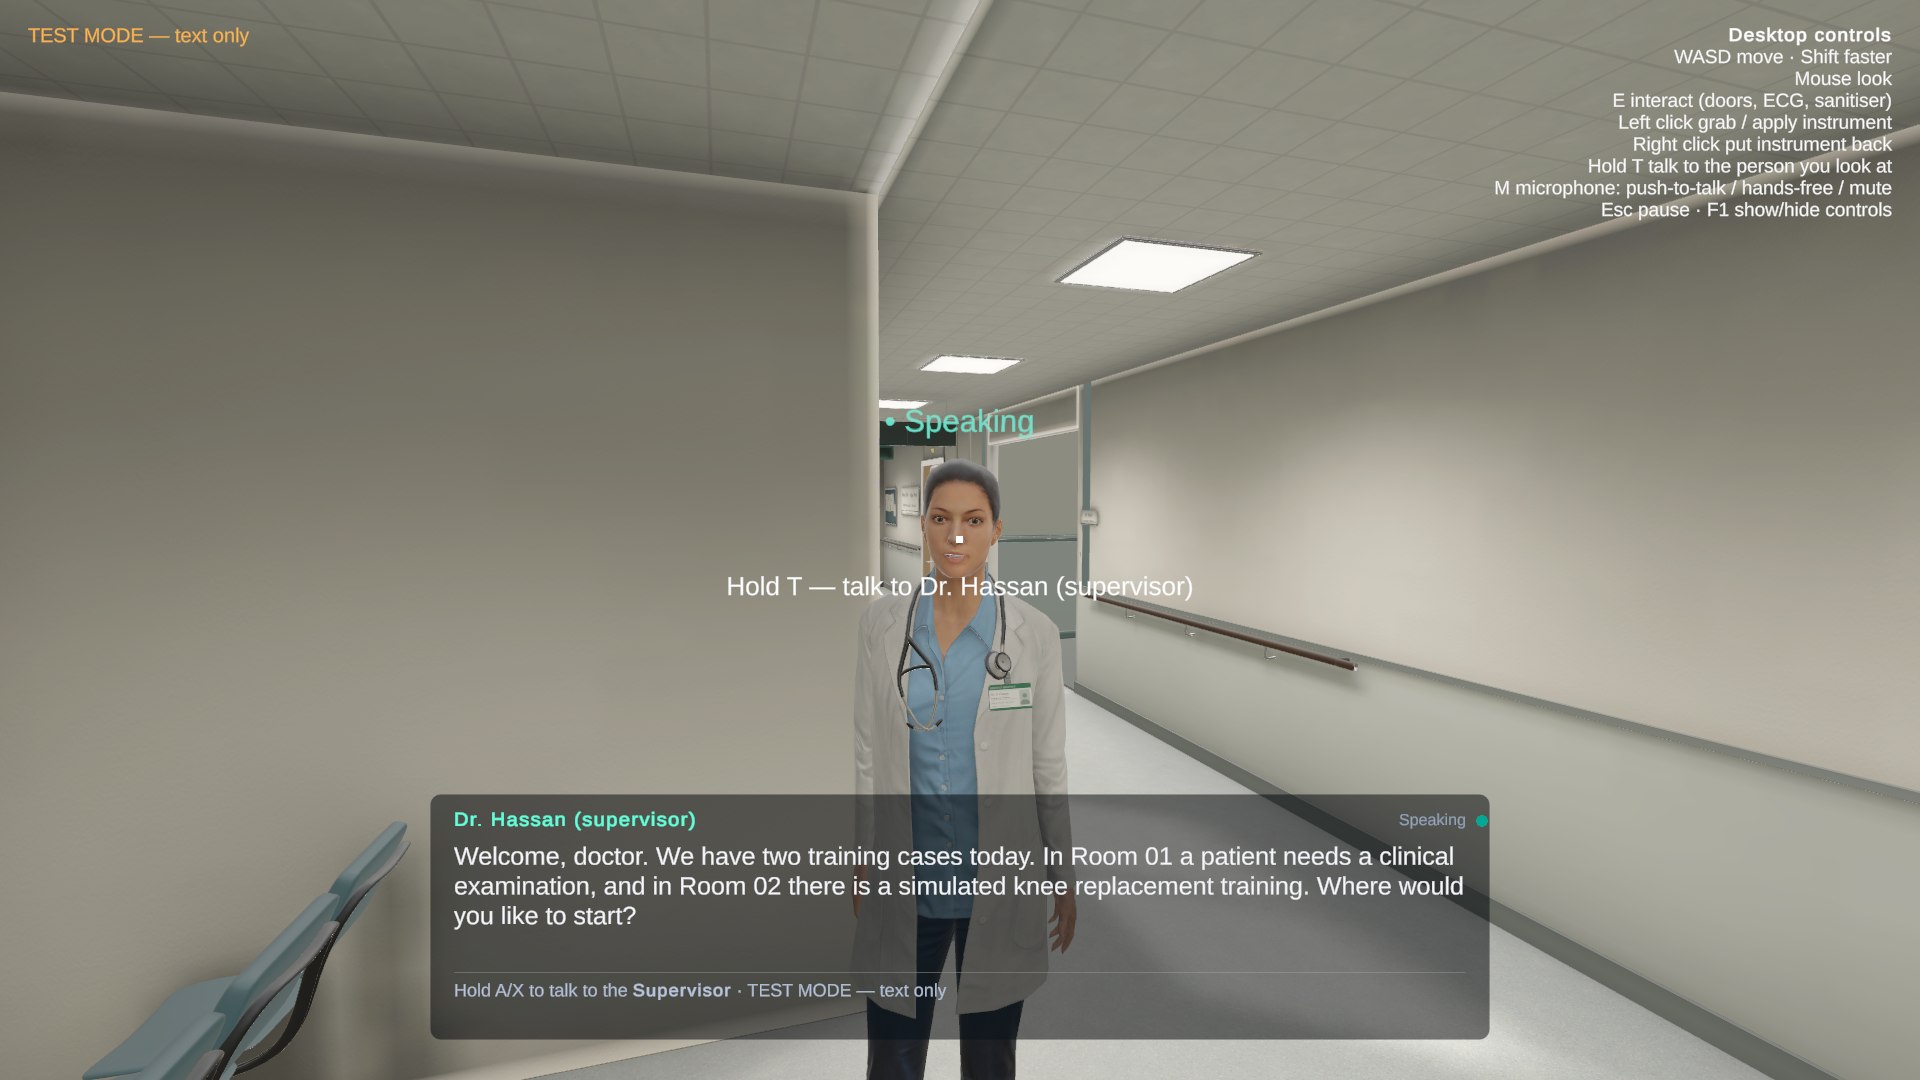 TEST MODE — text only
Desktop controls
WASD move · Shift faster
Mouse look
E interact (doors, ECG, sanitiser)
Left click grab / apply instrument
Right click put instrument back
Hold T talk to the person you look at
M microphone: push-to-talk / hands-free / mute
Esc pause · F1 show/hide controls
• Speaking
Hold T — talk to Dr. Hassan (supervisor)
Dr. Hassan (supervisor)
Speaking
Welcome, doctor. We have two training cases today. In Room 01 a patient needs a clinical
examination, and in Room 02 there is a simulated knee replacement training. Where would
you like to start?
Hold A/X to talk to the Supervisor · TEST MODE — text only